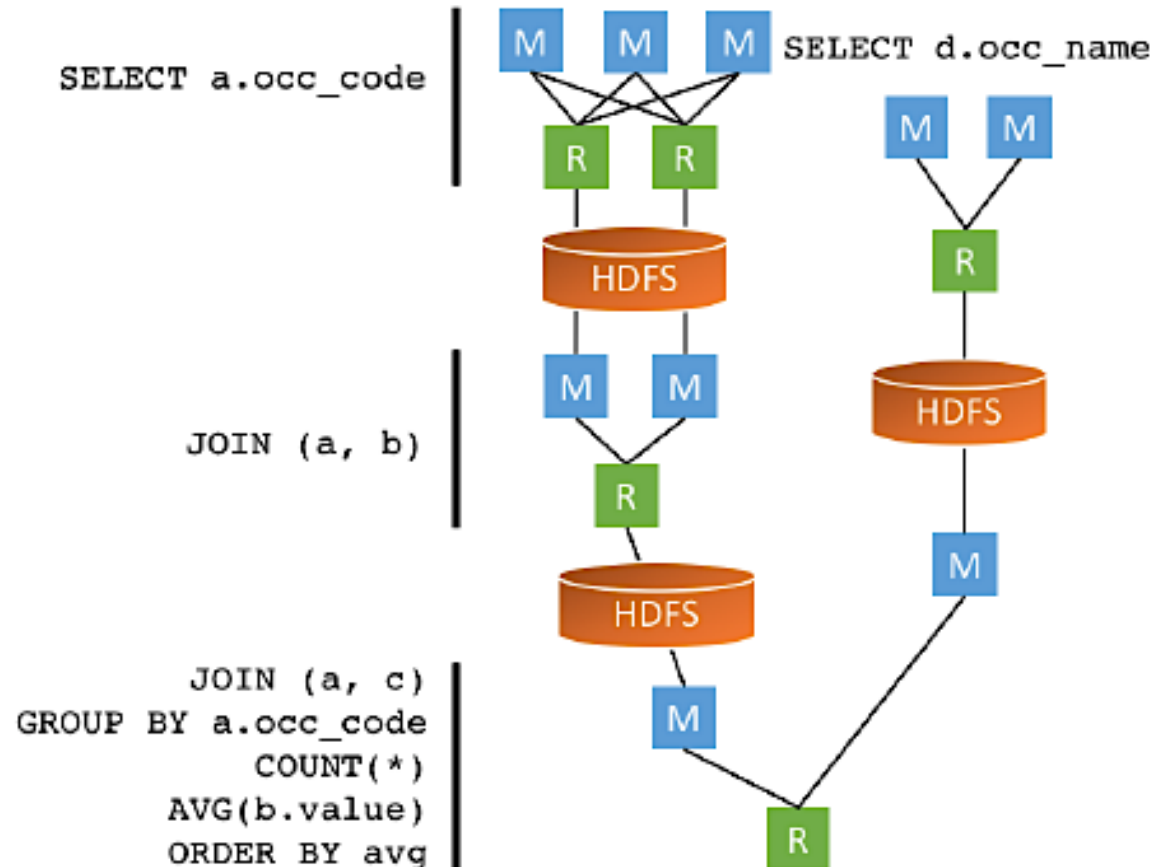 M M M SELECT d.occ_name
SELECT a.occ_code
M M
R R
R
HDFS
M M
HDFS
JOIN (a, b)
R
M
HDFS
JOIN (a, c)
M
GROUP BY a.occ_code
COUNT(*)
AVG(b.value)
R
ORDER BY avg